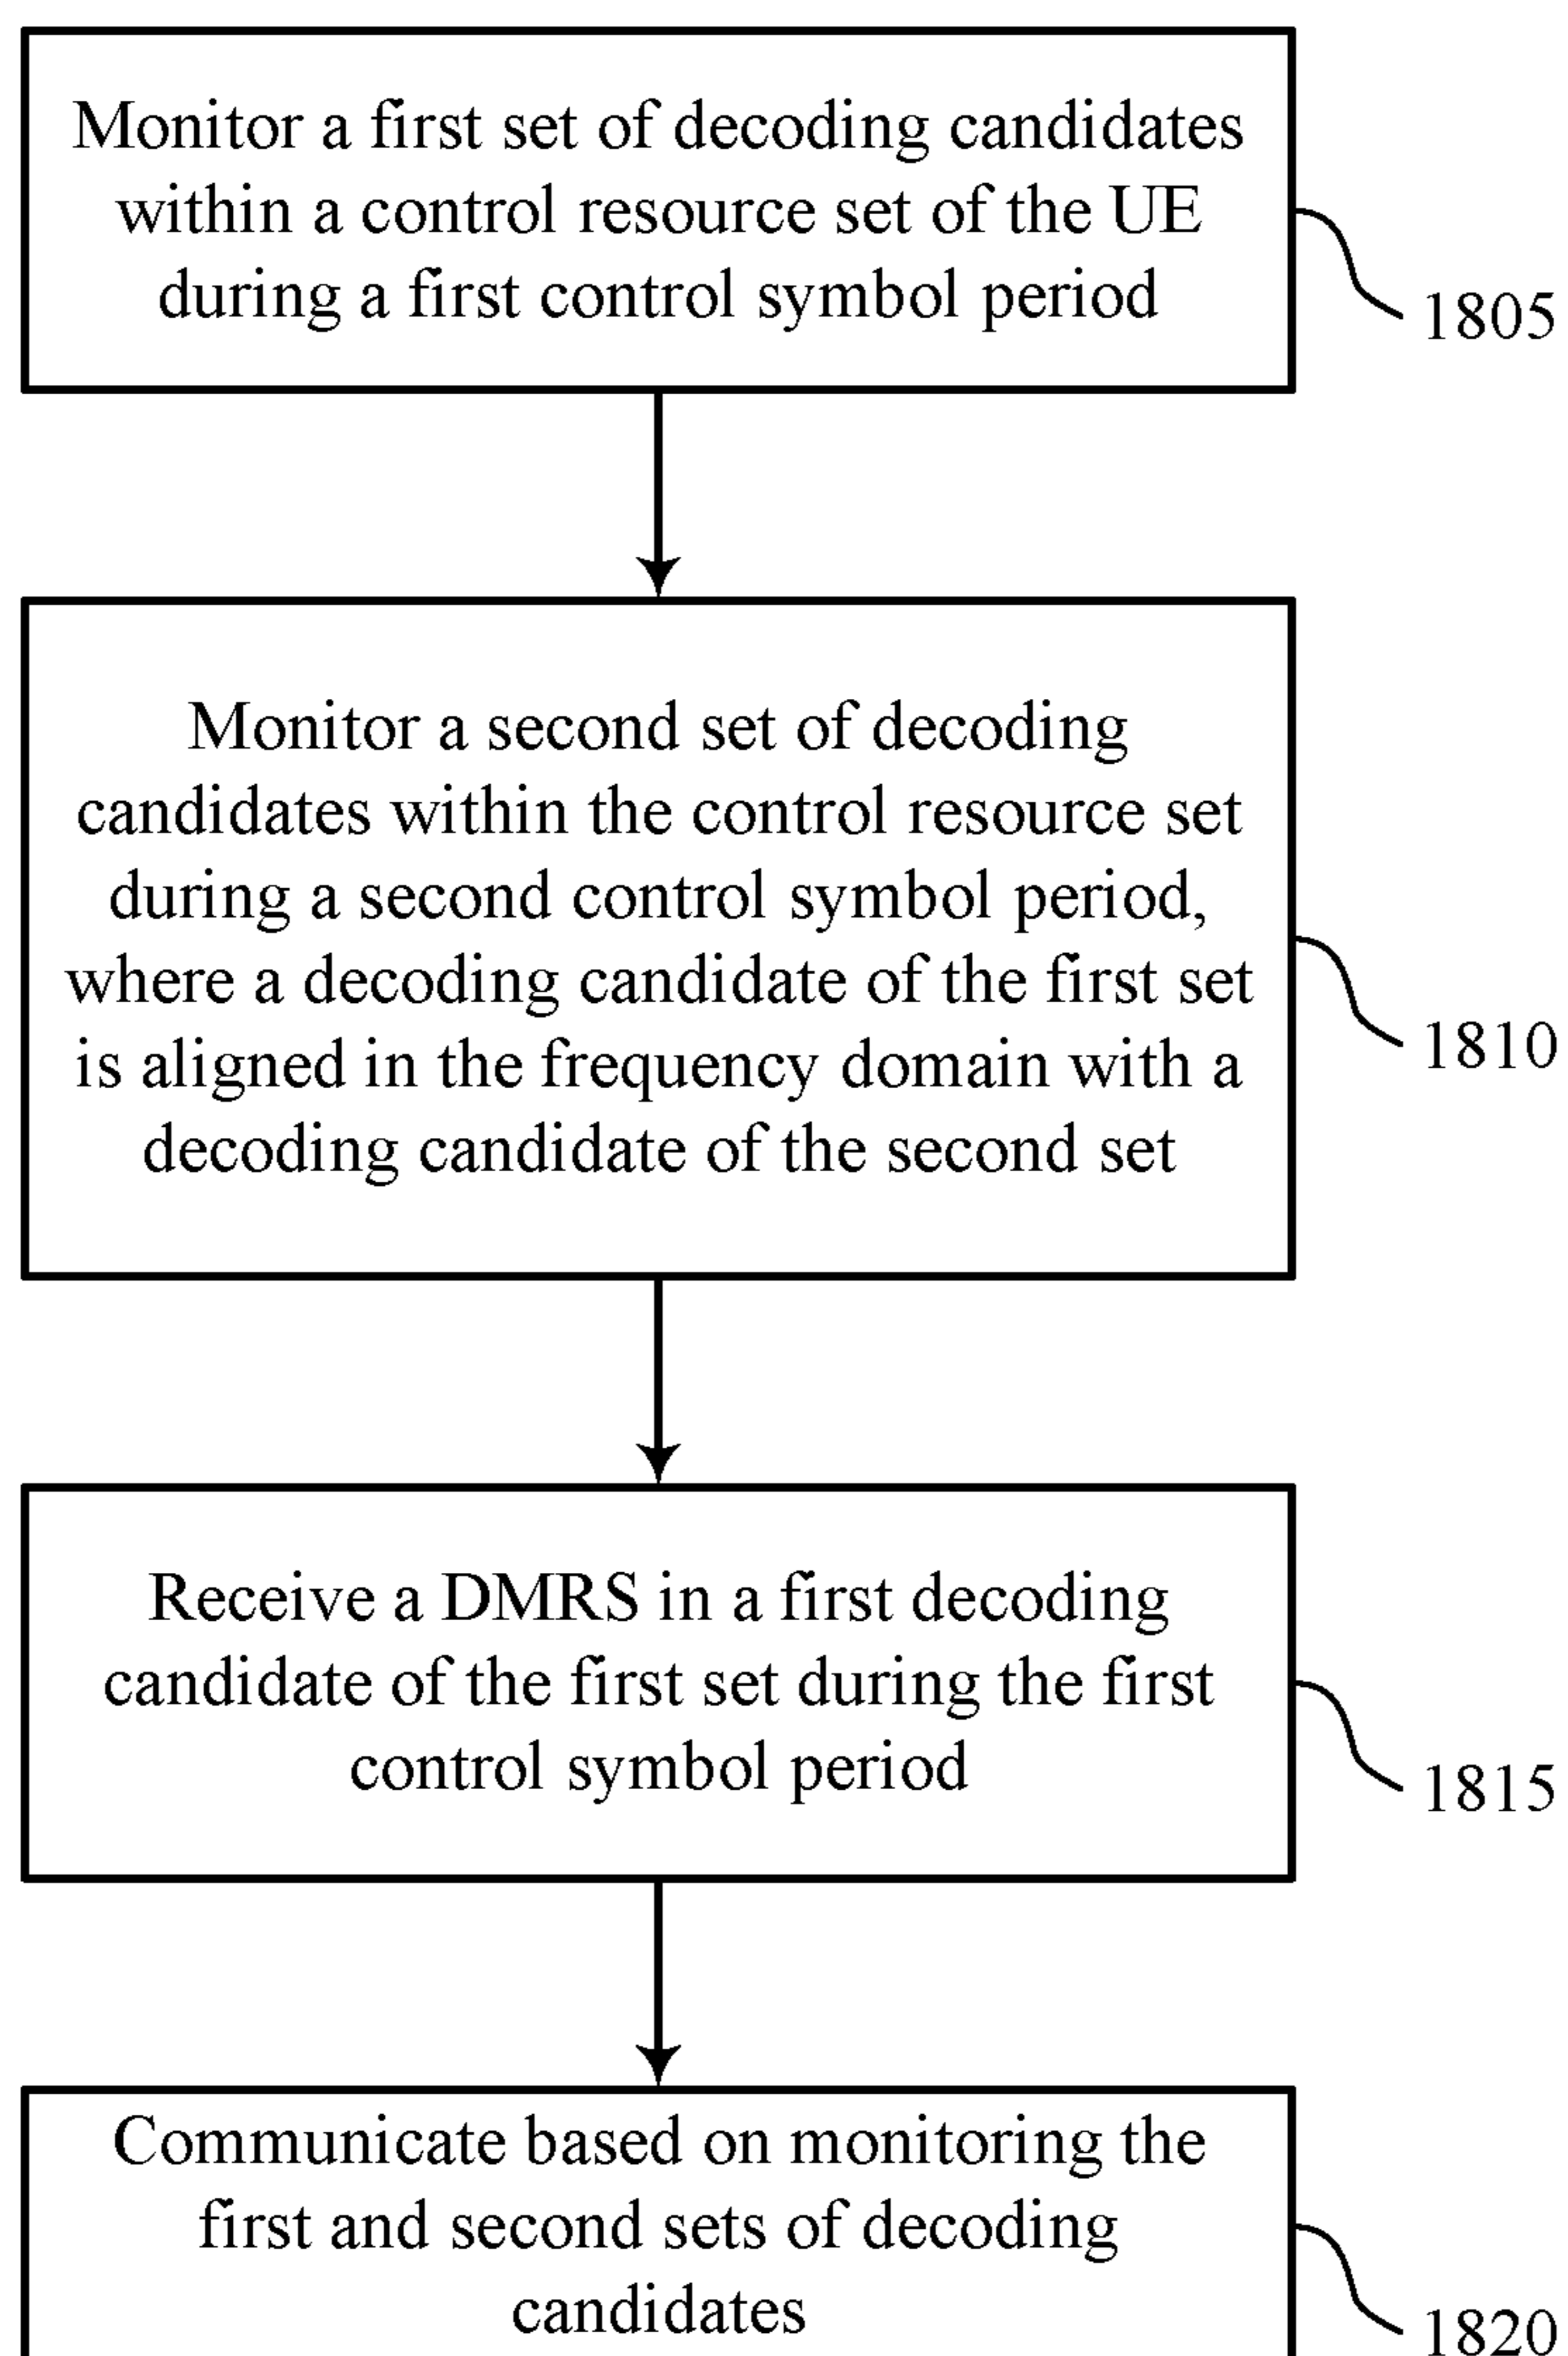 Monitor a first set of decoding candidates
within a control resource set of the UE
during a first control symbol period
1805
Monitor a second set of decoding
candidates within the control resource set
during a second control symbol period,
where a decoding candidate of the first set
is aligned in the frequency domain with a
decoding candidate of the second set
1810
Receive a DMRS in a first decoding
candidate of the first set during the first
control symbol period
1815
Communicate based on monitoring the
first and second sets of decoding
candidates
1820